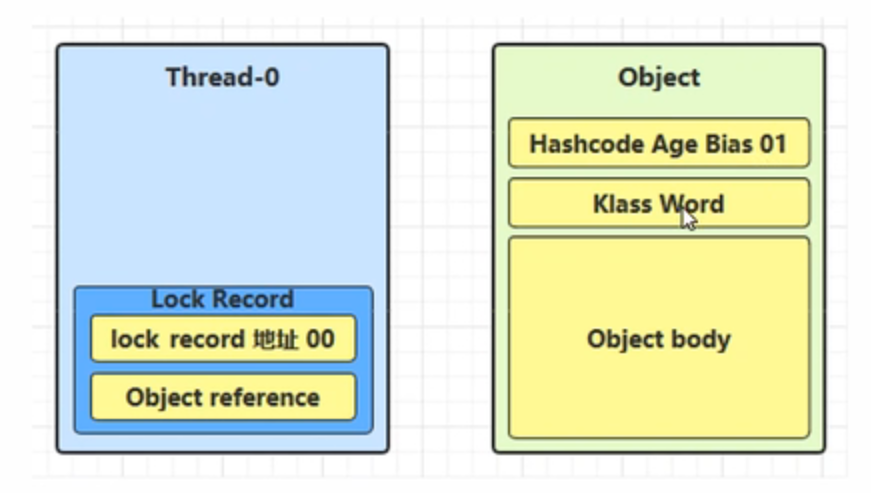 Thread-0
Lock Record
lock record 地址 00
Object reference
Object
Hashcode Age Bias 01
Klass Word
Object body